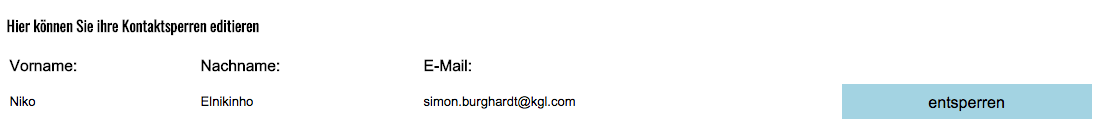 Hier können Sie ihre Kontaktsperren editieren
Vorname: Nachname: E-Mail:
Niko Elnikinho simon.burghardt@kgl.com entsperren